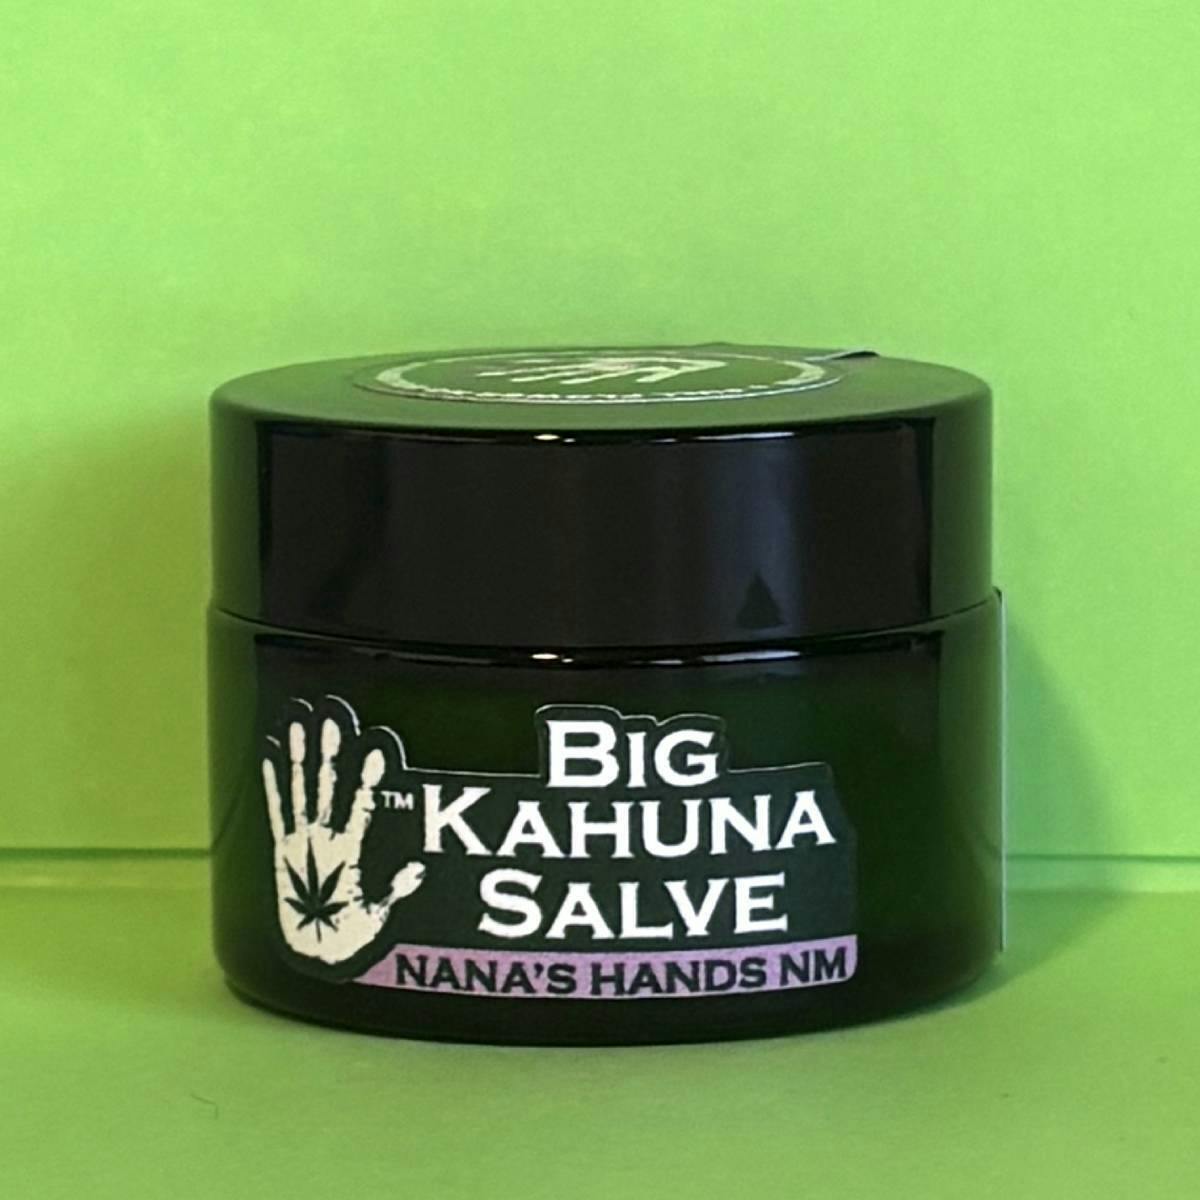 BIG
KAHUNA
SALVE
™
NANA'S HANDS NM